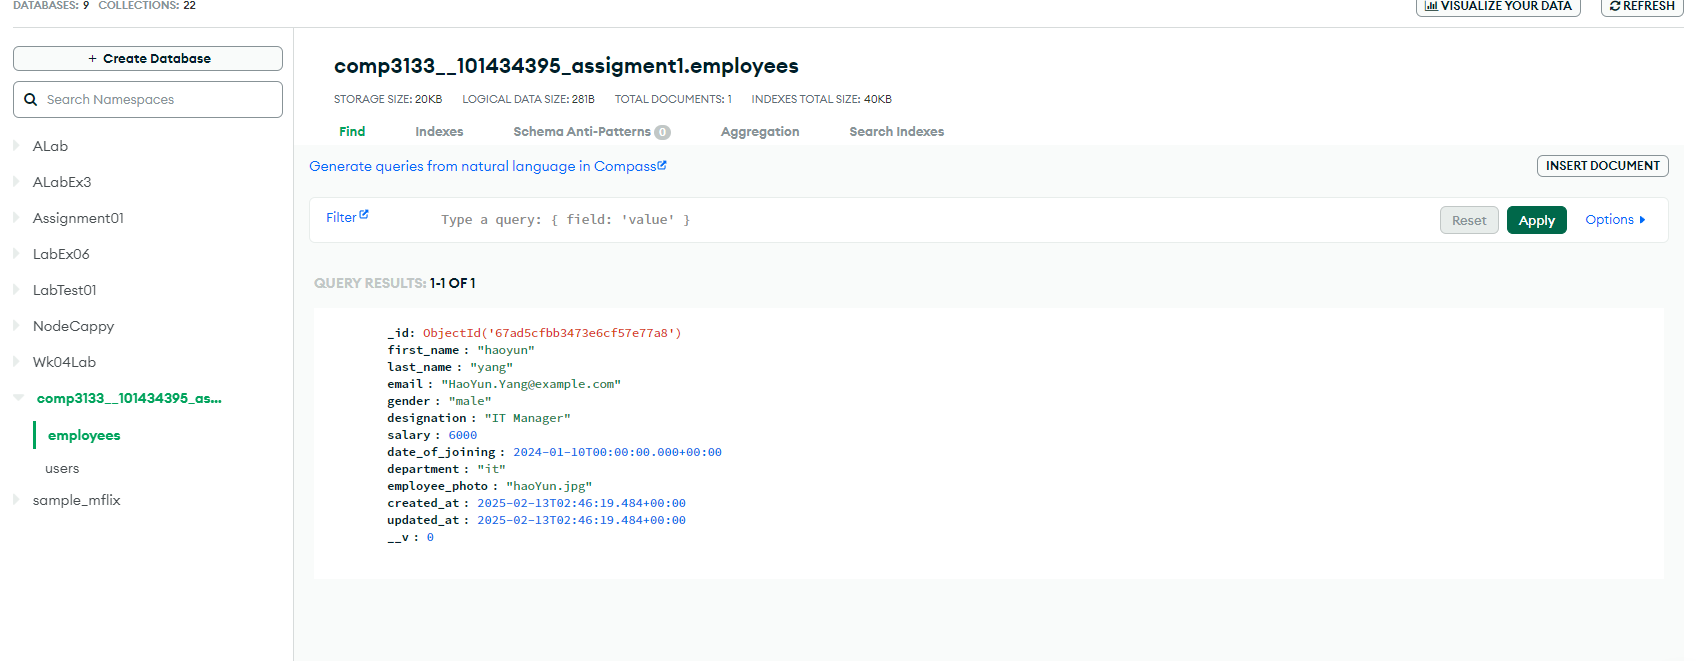 DATABASES: 9 COLLECTIONS: 22
VISUALIZE YOUR DATA
REFRESH
+ Create Database
Search Namespaces
ALab
ALabEx3
Assignment01
LabEx06
LabTest01
NodeCappy
Wk04Lab
comp3133__101434395_as...
employees
users
sample_mflix
comp3133__101434395_assigment1.employees
STORAGE SIZE: 20KB LOGICAL DATA SIZE: 281B TOTAL DOCUMENTS: 1 INDEXES TOTAL SIZE: 40KB
Find Indexes Schema Anti-Patterns 0 Aggregation Search Indexes
Generate queries from natural language in Compass
INSERT DOCUMENT
Filter Type a query: { field: 'value' } Reset Apply Options
QUERY RESULTS: 1-1 OF 1
_id: ObjectId('67ad5cfbb3473e6cf57e77a8')
first_name : "haoyun"
last_name : "yang"
email : "HaoYun.Yang@example.com"
gender : "male"
designation : "IT Manager"
salary : 6000
date_of_joining : 2024-01-10T00:00:00.000+00:00
department : "it"
employee_photo : "haoYun.jpg"
created_at : 2025-02-13T02:46:19.484+00:00
updated_at : 2025-02-13T02:46:19.484+00:00
__v : 0